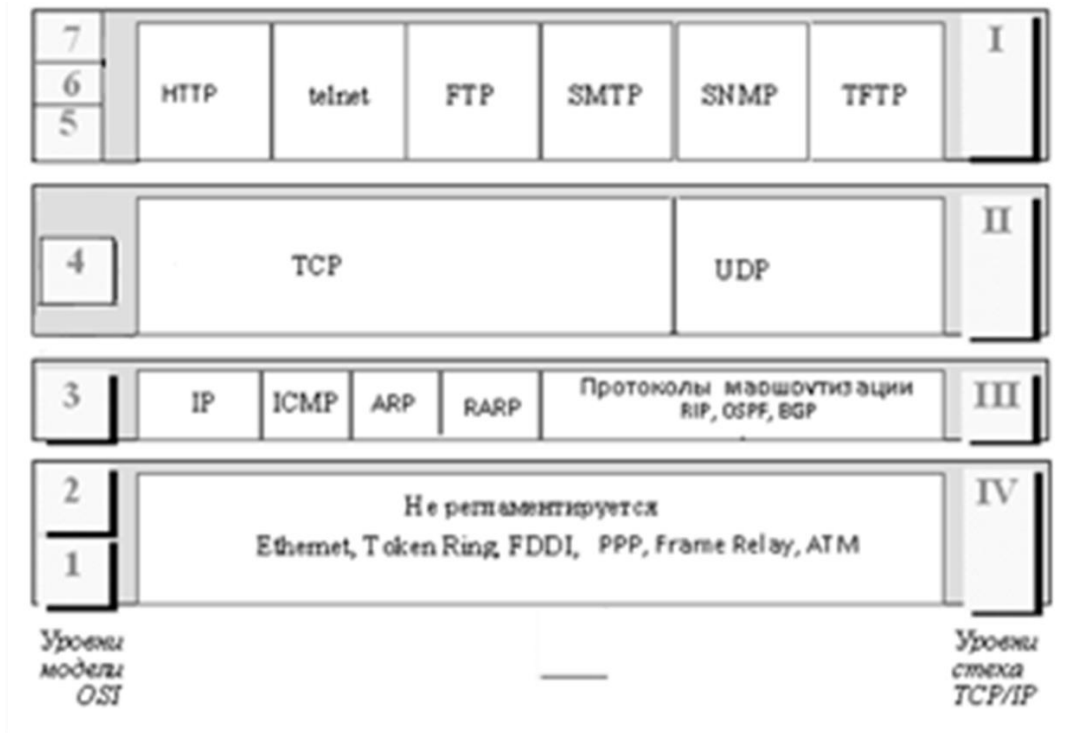 7
6
5
HTTP telnet FTP SMTP SNMP TFTP I
4
TCP UDP II
3
IP ICMP ARP RARP Протоколы маршрутизации
RIP, OSPF, BGP
III
2
1
Не регламентируется
Ethernet, Token Ring, FDDI, PPP, Frame Relay, ATM
IV
Уровни
модели
OSI
Уровни
стека
TCP/IP